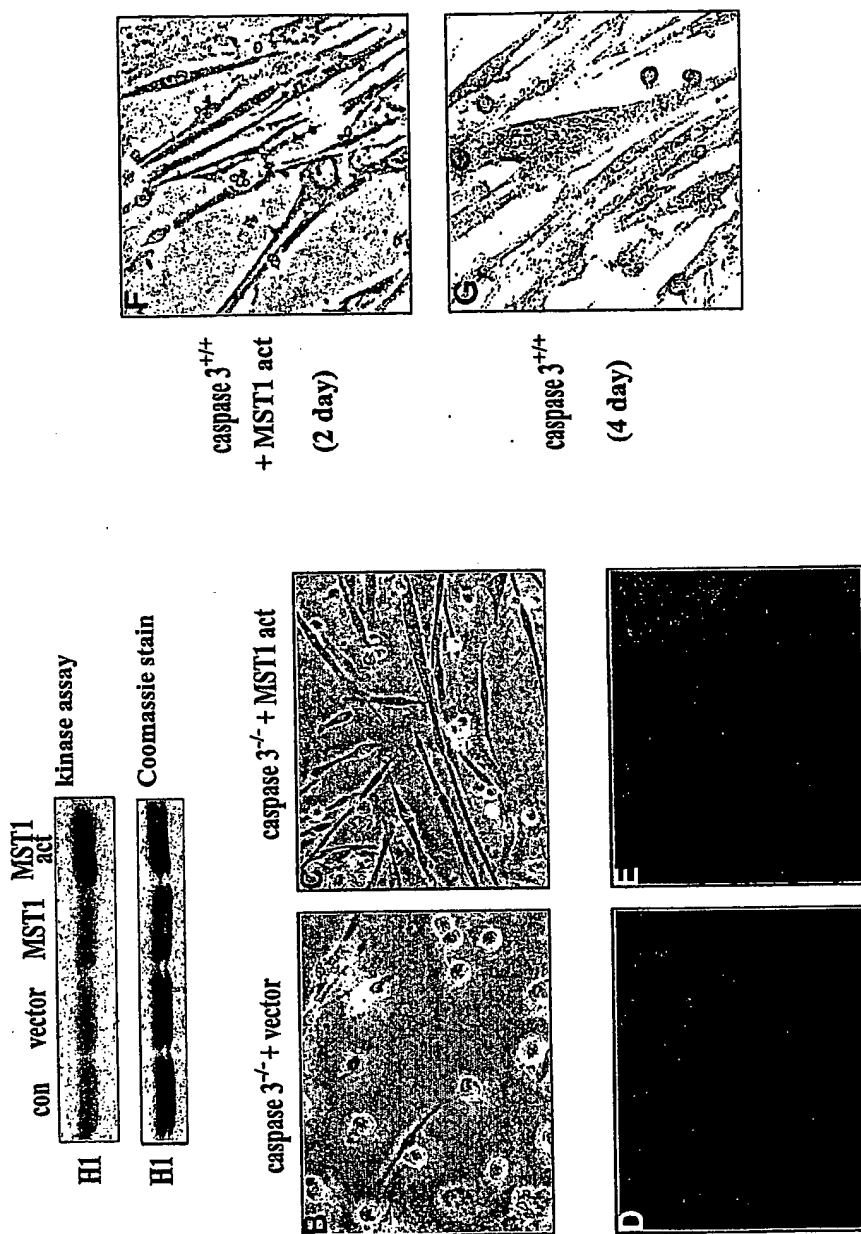 con vector MST1 MST1
act
H1 kinase assay
H1 Coomassie stain
caspase 3-/- + vector
caspase 3-/- + MST1 act
B
C
D
E
caspase 3+/+
+ MST1 act
(2 day)
F
caspase 3+/+
(4 day)
G